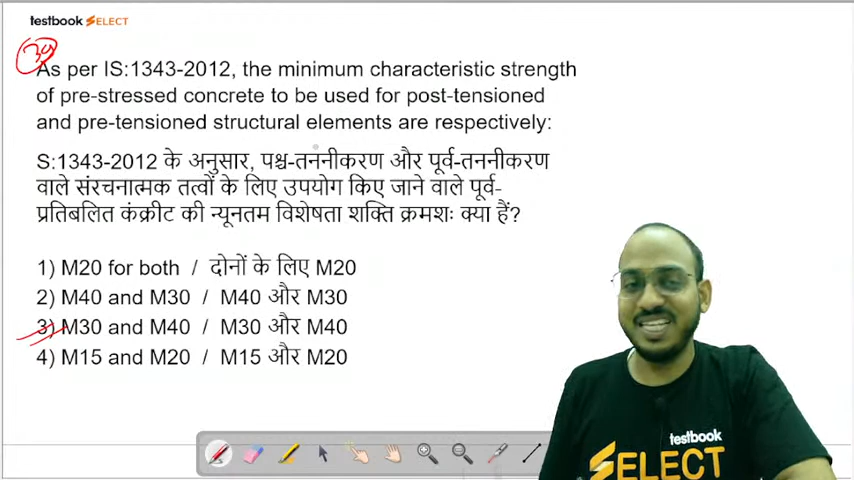 testbook SELECT
39
As per IS:1343-2012, the minimum characteristic strength
of pre-stressed concrete to be used for post-tensioned
and pre-tensioned structural elements are respectively:
S:1343-2012 के अनुसार, पश्च-तननीकरण और पूर्व-तननीकरण
वाले संरचनात्मक तत्वों के लिए उपयोग किए जाने वाले पूर्व-
प्रतिबलित कंक्रीट की न्यूनतम विशेषता शक्ति क्रमशः क्या हैं?
1) M20 for both / दोनों के लिए M20
2) M40 and M30 / M40 और M30
3) M30 and M40 / M30 और M40
4) M15 and M20 / M15 और M20
testbook
SELECT